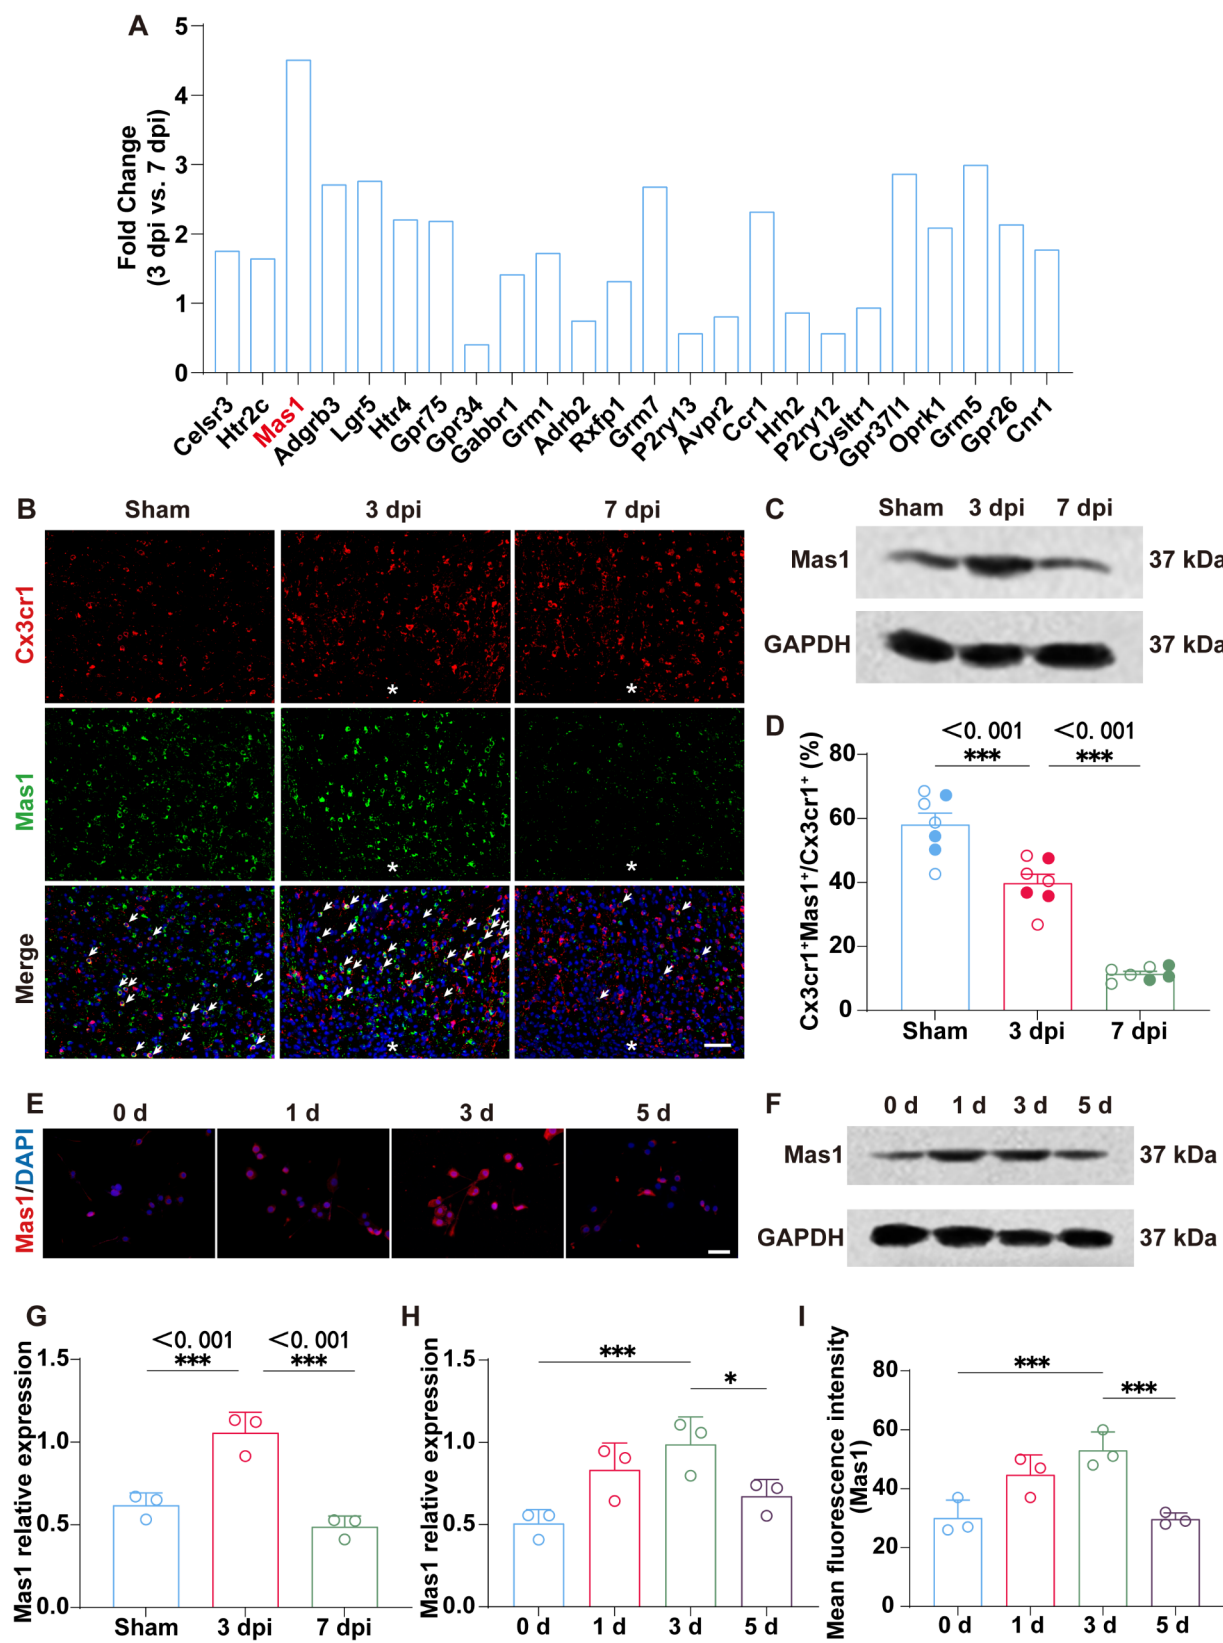 A
Fold Change
(3 dpi vs. 7 dpi)
5
4
3
2
1
0
Celsr3
Htr2c
Mas1
Adgrb3
Lgr5
Htr4
Gpr75
Gpr34
Gabbr1
Grm1
Adrb2
Rxfp1
Grm7
P2ry13
Avpr2
Ccr1
Hrh2
P2ry12
Cysltr1
Gpr37l1
Oprk1
Grm5
Gpr26
Cnr1
B
Sham 3 dpi 7 dpi
Cx3cr1
* *
Mas1
* *
Merge
* *
C
Sham 3 dpi 7 dpi
Mas1 37 kDa
GAPDH 37 kDa
D
Cx3cr1⁺Mas1⁺/Cx3cr1⁺ (%)
<0.001 <0.001
*** ***
80
60
40
20
0
Sham 3 dpi 7 dpi
E
0 d 1 d 3 d 5 d
Mas1/DAPI
F
0 d 1 d 3 d 5 d
Mas1 37 kDa
GAPDH 37 kDa
G
Mas1 relative expression
<0.001 <0.001
*** ***
1.5
1.0
0.5
0.0
Sham 3 dpi 7 dpi
H
Mas1 relative expression
***
*
1.5
1.0
0.5
0.0
0 d 1 d 3 d 5 d
I
Mean fluorescence intensity
(Mas1)
***
***
80
60
40
20
0
0 d 1 d 3 d 5 d